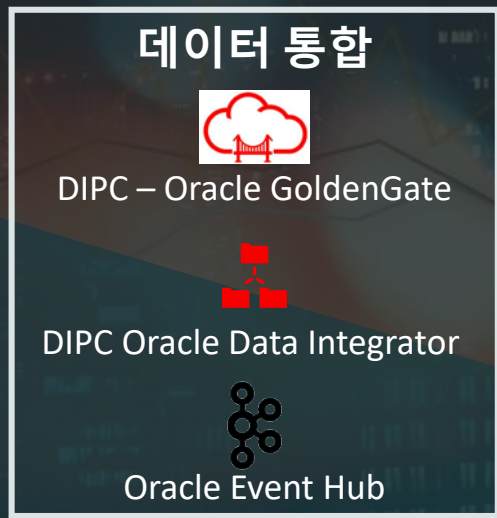 데이터 통합
DIPC – Oracle GoldenGate
DIPC Oracle Data Integrator
Oracle Event Hub